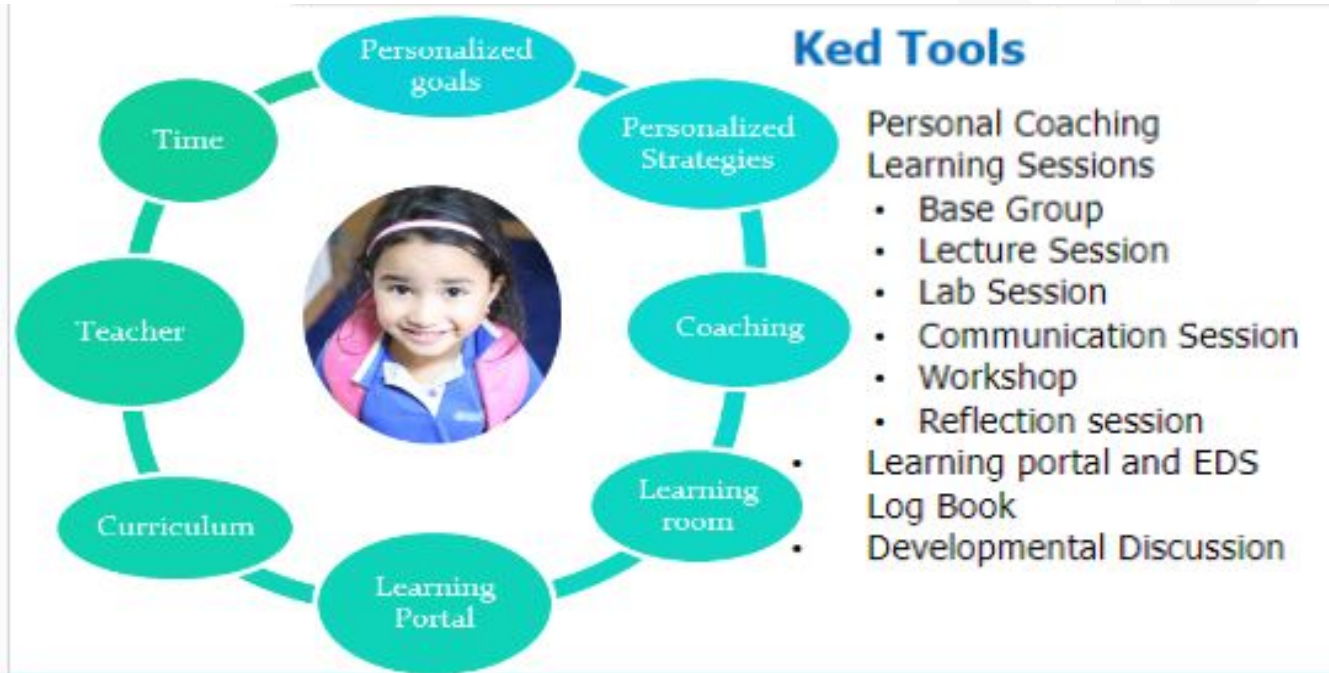 Personalized
goals
Personalized
Strategies
Coaching
Learning
room
Learning
Portal
Curriculum
Teacher
Time
Ked Tools
Personal Coaching
Learning Sessions
• Base Group
• Lecture Session
• Lab Session
• Communication Session
• Workshop
• Reflection session
• Learning portal and EDS
Log Book
• Developmental Discussion